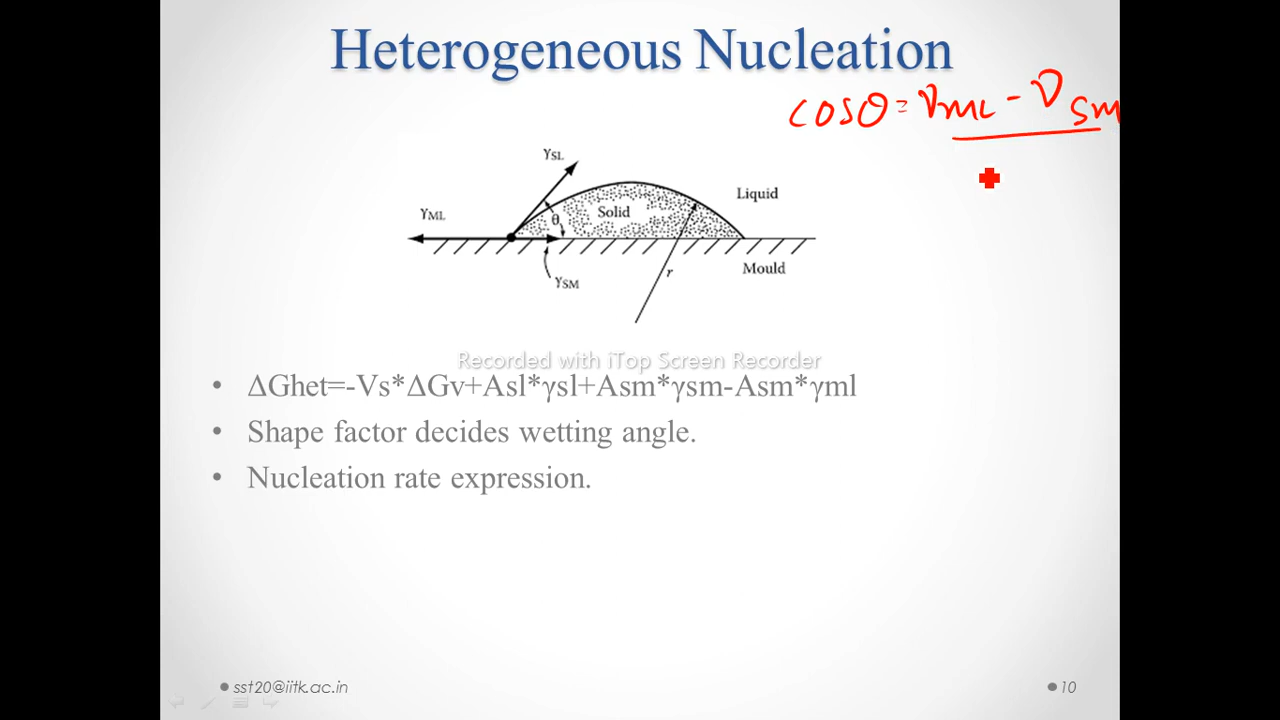 Heterogeneous Nucleation
cosθ = γML - γSM
γSL
Liquid
γML
θ
Solid
r
Mould
γSM
Recorded with iTop Screen Recorder
• ΔGhet=-Vs*ΔGv+Asl*γsl+Asm*γsm-Asm*γml
• Shape factor decides wetting angle.
• Nucleation rate expression.
sst20@iitk.ac.in
10